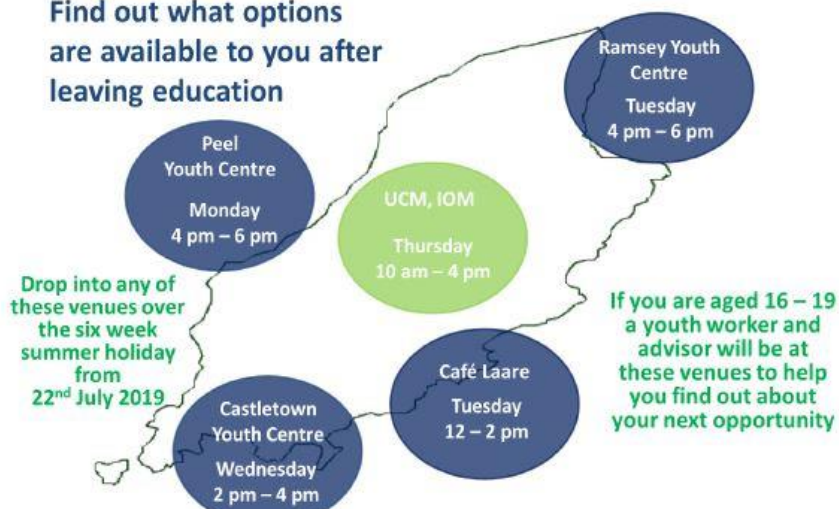 Find out what options
are available to you after
leaving education
Ramsey Youth
Centre
Tuesday
4 pm – 6 pm
Peel
Youth Centre
Monday
4 pm – 6 pm
UCM, IOM
Thursday
10 am – 4 pm
Drop into any of
these venues over
the six week
summer holiday
from
22nd July 2019
If you are aged 16 – 19
a youth worker and
advisor will be at
these venues to help
you find out about
your next opportunity
Café Laare
Tuesday
12 – 2 pm
Castletown
Youth Centre
Wednesday
2 pm – 4 pm